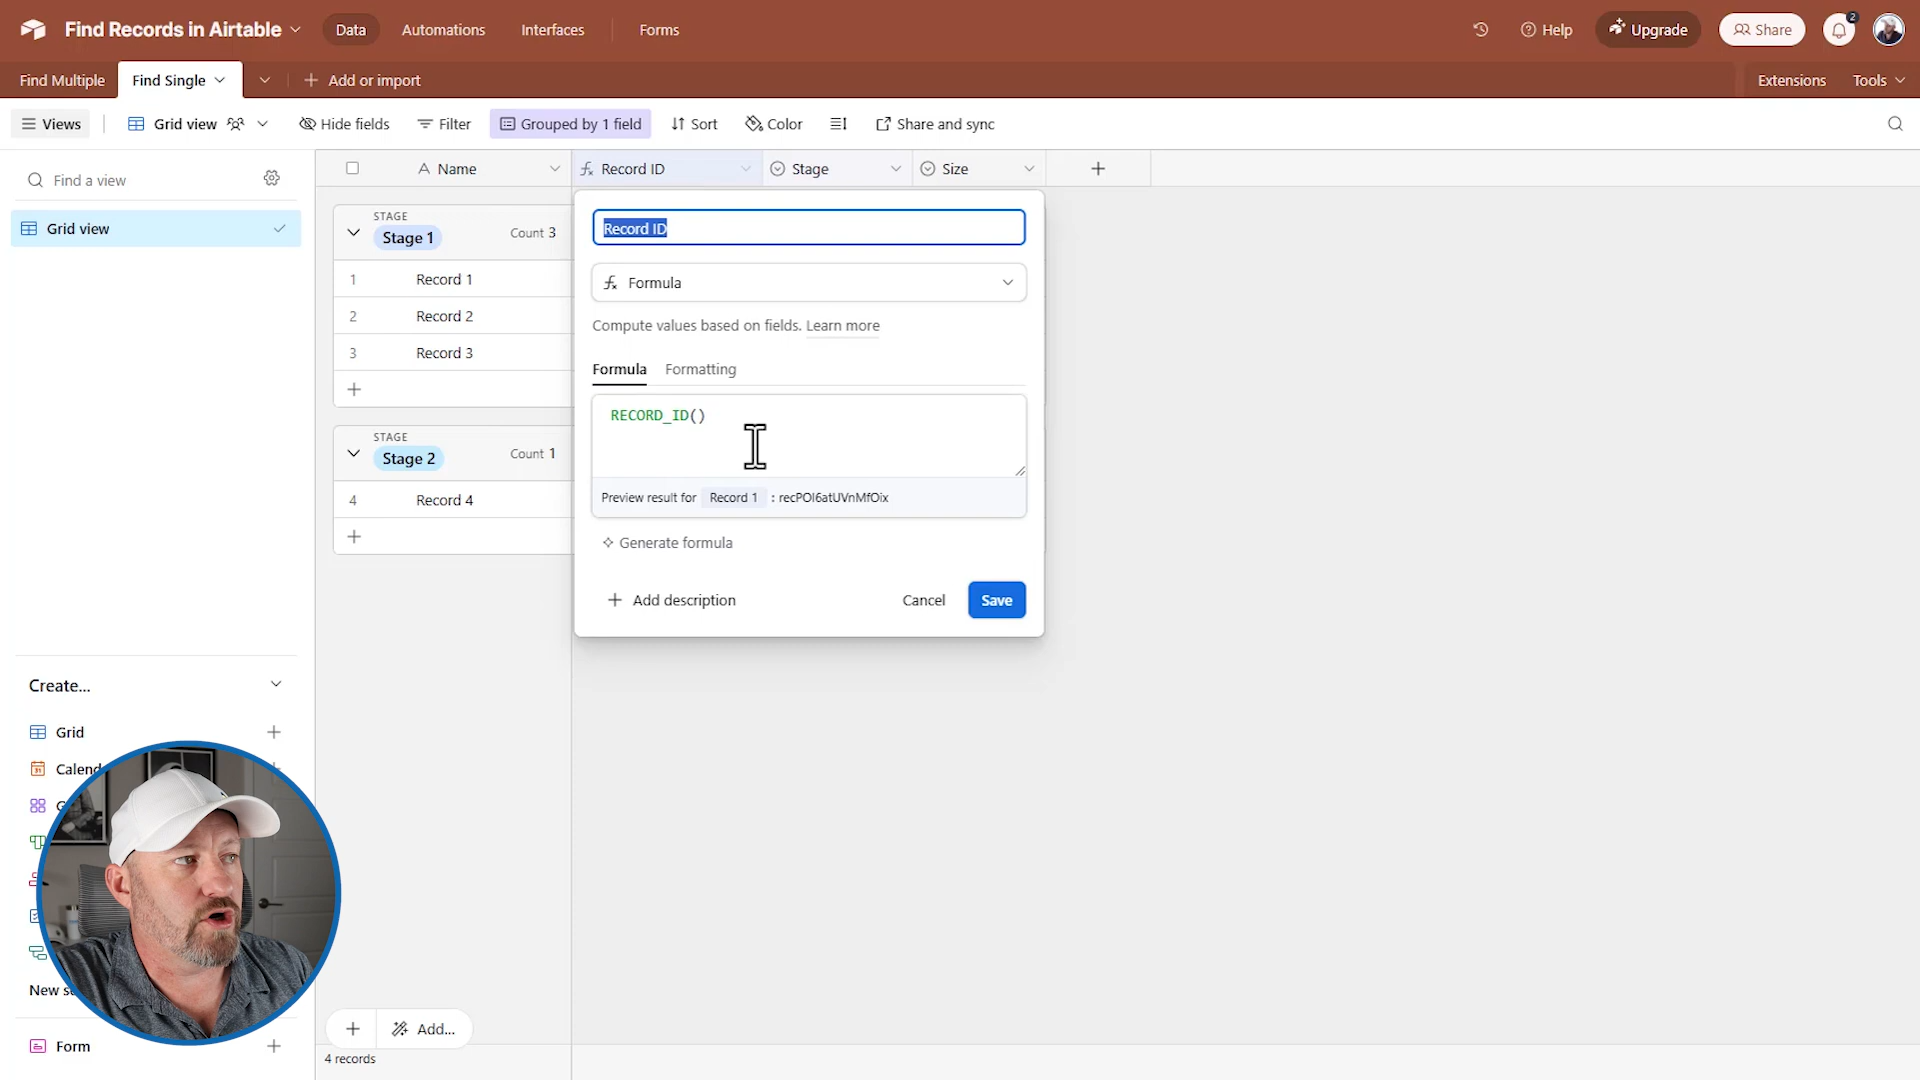 Find Records in Airtable
Data
Automations
Interfaces
Forms
Help
Upgrade
Share
2
Find Multiple
Find Single
Add or import
Extensions
Tools
Views
Grid view
Hide fields
Filter
Grouped by 1 field
Sort
Color
Share and sync
Find a view
Grid view
Name
Record ID
Stage
Size
STAGE
Stage 1
Count 3
1 Record 1
2 Record 2
3 Record 3
STAGE
Stage 2
Count 1
4 Record 4
Record ID
Formula
Compute values based on fields. Learn more
Formula
Formatting
RECORD_ID()
Preview result for Record 1 : recPOI6atUVnMfOix
Generate formula
Add description
Cancel
Save
Create...
Grid
Calend
G
New se
Form
Add...
4 records